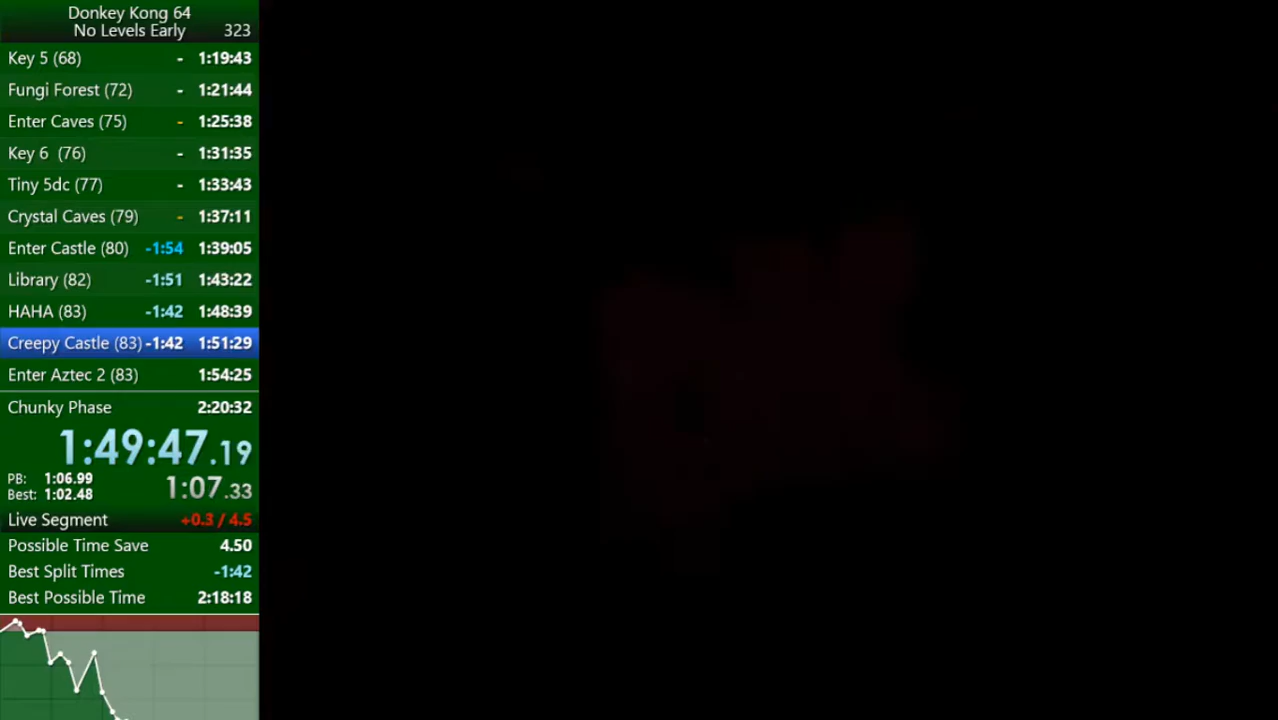 Donkey Kong 64
No Levels Early 323
Key 5 (68) - 1:19:43
Fungi Forest (72) - 1:21:44
Enter Caves (75) - 1:25:38
Key 6 (76) - 1:31:35
Tiny 5dc (77) - 1:33:43
Crystal Caves (79) - 1:37:11
Enter Castle (80) -1:54 1:39:05
Library (82) -1:51 1:43:22
HAHA (83) -1:42 1:48:39
Creepy Castle (83) -1:42 1:51:29
Enter Aztec 2 (83) 1:54:25
Chunky Phase 2:20:32
1:49:47.19
PB: 1:06.99
Best: 1:02.48
1:07.33
Live Segment +0.3 / 4.5
Possible Time Save 4.50
Best Split Times -1:42
Best Possible Time 2:18:18